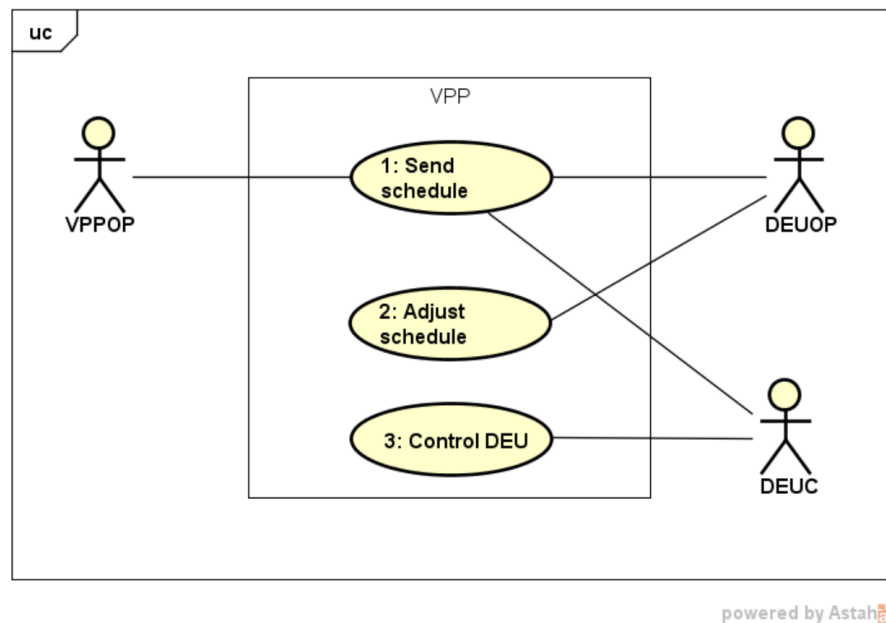 uc
VPP
1: Send
schedule
VPPOP
DEUOP
2: Adjust
schedule
3: Control DEU
DEUC
powered by Astah